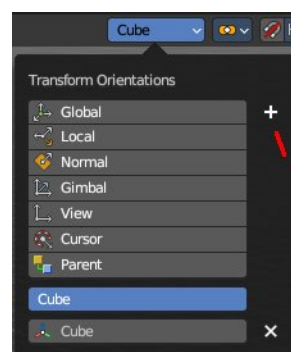 Cube
Transform Orientations
Global
Local
Normal
Gimbal
View
Cursor
Parent
Cube
Cube